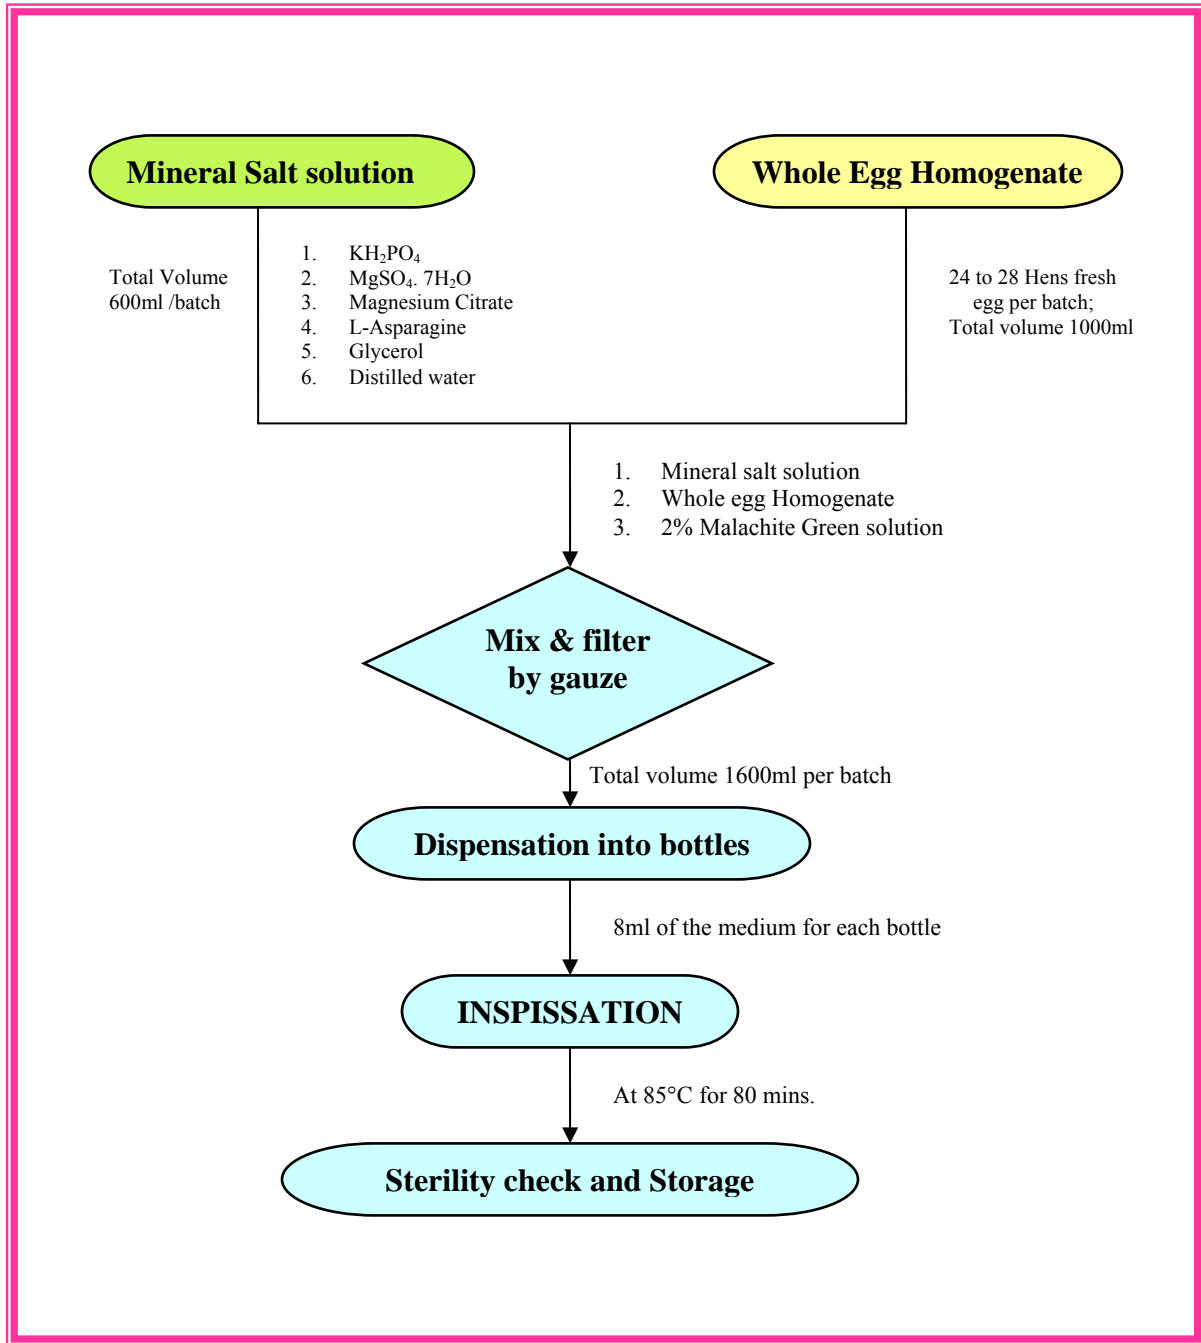 Mineral Salt solution
Whole Egg Homogenate
Total Volume
600ml /batch
1. KH₂PO₄
2. MgSO₄. 7H₂O
3. Magnesium Citrate
4. L-Asparagine
5. Glycerol
6. Distilled water
24 to 28 Hens fresh
egg per batch;
Total volume 1000ml
1. Mineral salt solution
2. Whole egg Homogenate
3. 2% Malachite Green solution
Mix & filter
by gauze
Total volume 1600ml per batch
Dispensation into bottles
8ml of the medium for each bottle
INSPISSATION
At 85°C for 80 mins.
Sterility check and Storage